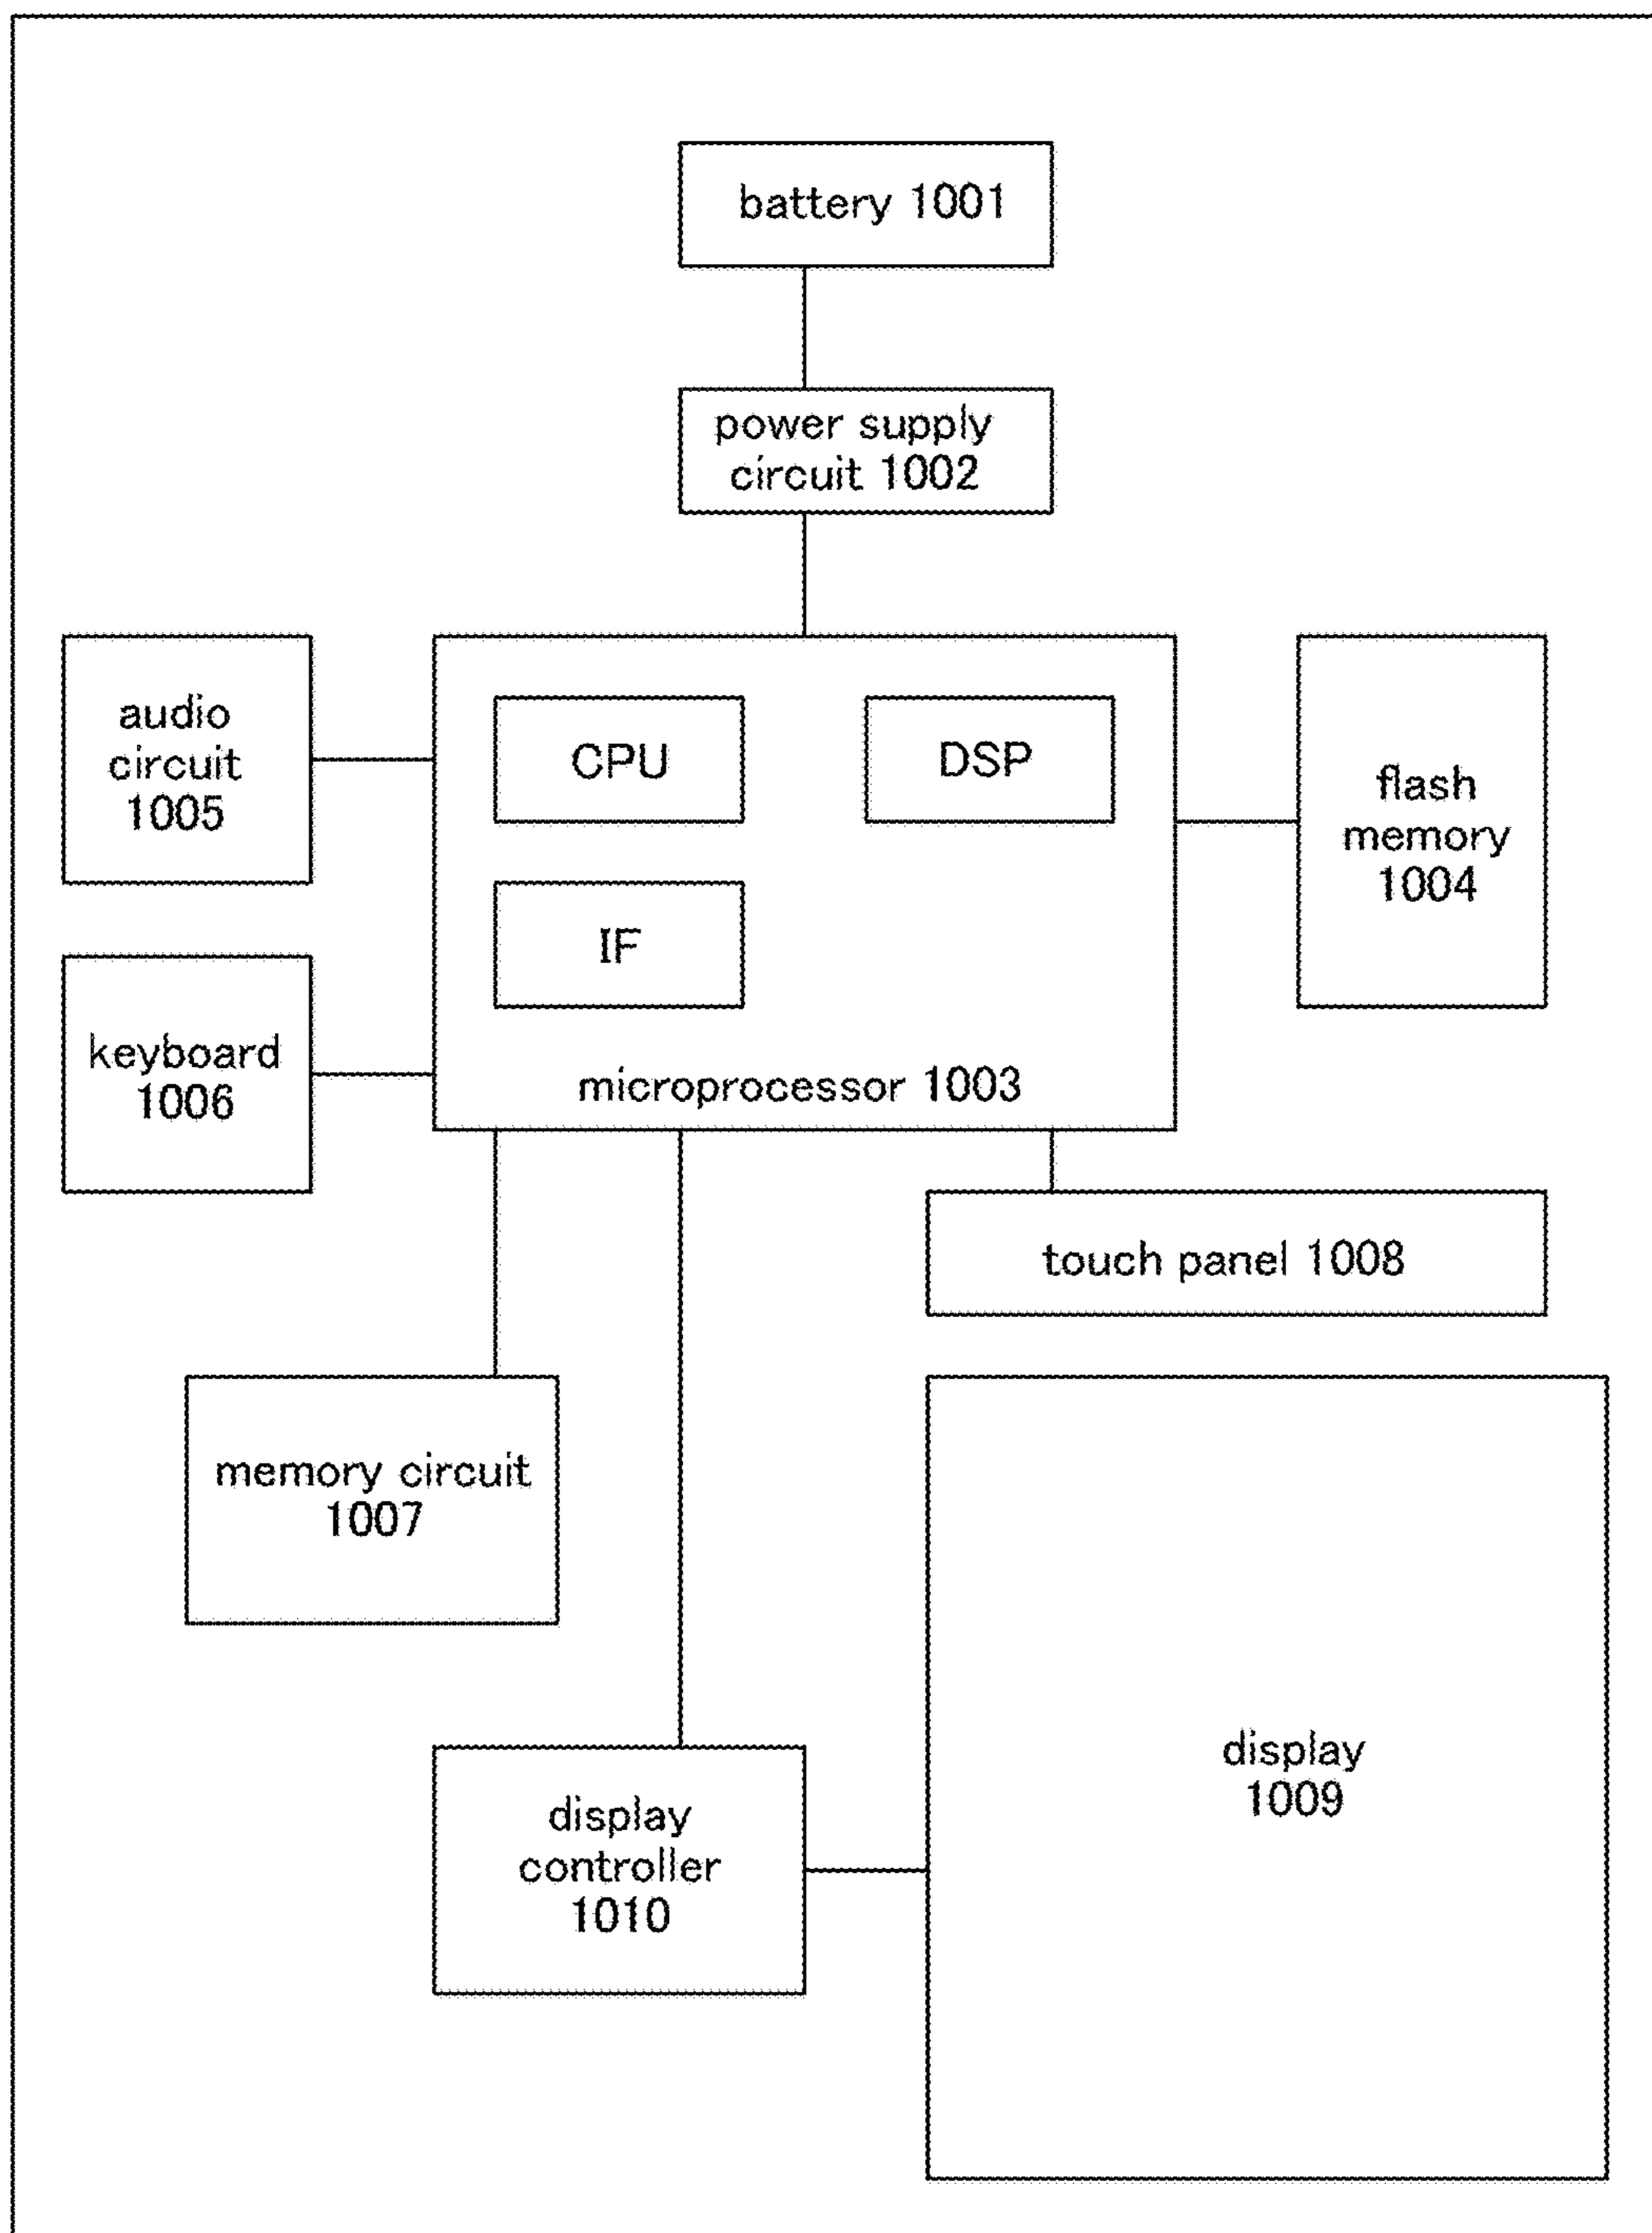 battery 1001
power supply
circuit 1002
audio
circuit
1005
CPU
DSP
flash
memory
1004
IF
keyboard
1006
microprocessor 1003
touch panel 1008
memory circuit
1007
display
1009
display
controller
1010